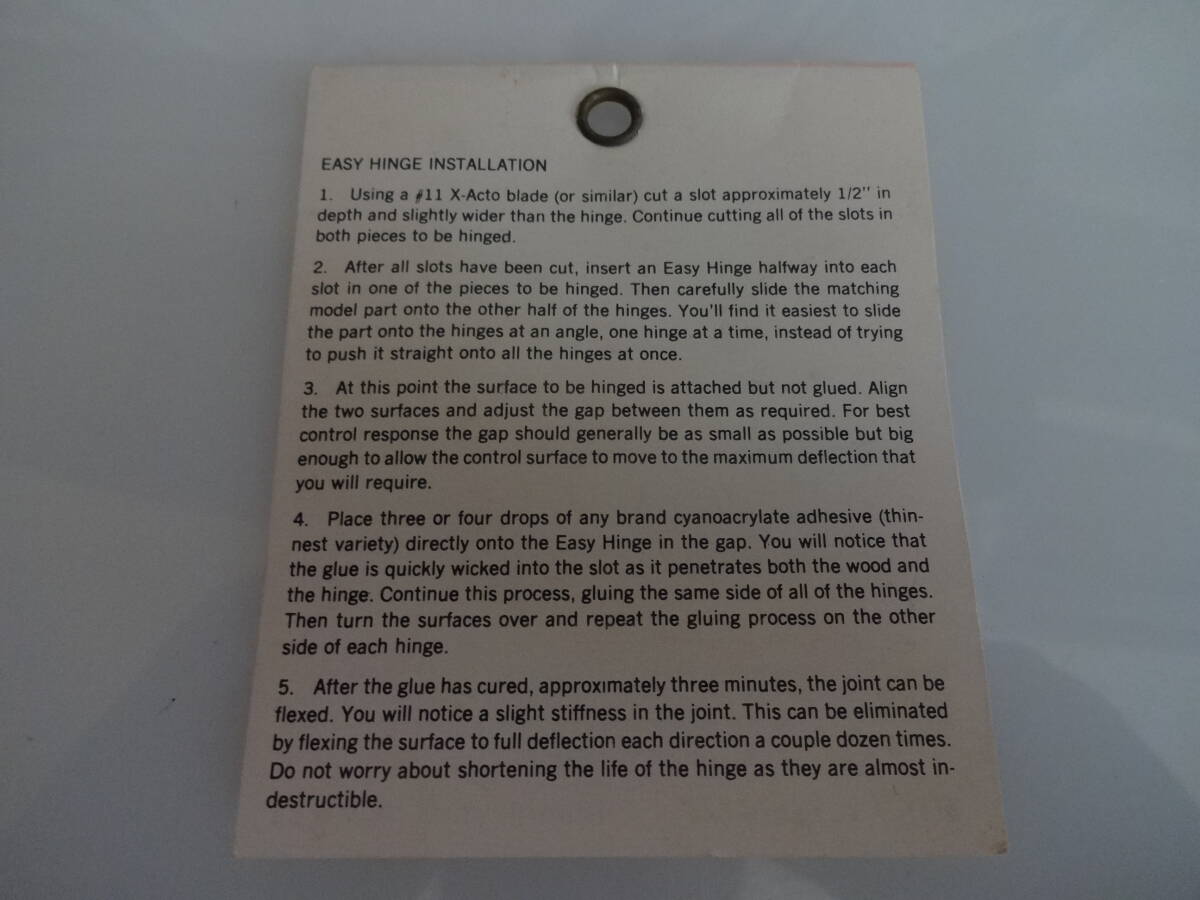 EASY HINGE INSTALLATION
1. Using a #11 X-Acto blade (or similar) cut a slot approximately 1/2" in
depth and slightly wider than the hinge. Continue cutting all of the slots in
both pieces to be hinged.
2. After all slots have been cut, insert an Easy Hinge halfway into each
slot in one of the pieces to be hinged. Then carefully slide the matching
model part onto the other half of the hinges. You'll find it easiest to slide
the part onto the hinges at an angle, one hinge at a time, instead of trying
to push it straight onto all the hinges at once.
3. At this point the surface to be hinged is attached but not glued. Align
the two surfaces and adjust the gap between them as required. For best
control response the gap should generally be as small as possible but big
enough to allow the control surface to move to the maximum deflection that
you will require.
4. Place three or four drops of any brand cyanoacrylate adhesive (thin-
nest variety) directly onto the Easy Hinge in the gap. You will notice that
the glue is quickly wicked into the slot as it penetrates both the wood and
the hinge. Continue this process, gluing the same side of all of the hinges.
Then turn the surfaces over and repeat the gluing process on the other
side of each hinge.
5. After the glue has cured, approximately three minutes, the joint can be
flexed. You will notice a slight stiffness in the joint. This can be eliminated
by flexing the surface to full deflection each direction a couple dozen times.
Do not worry about shortening the life of the hinge as they are almost in-
destructible.